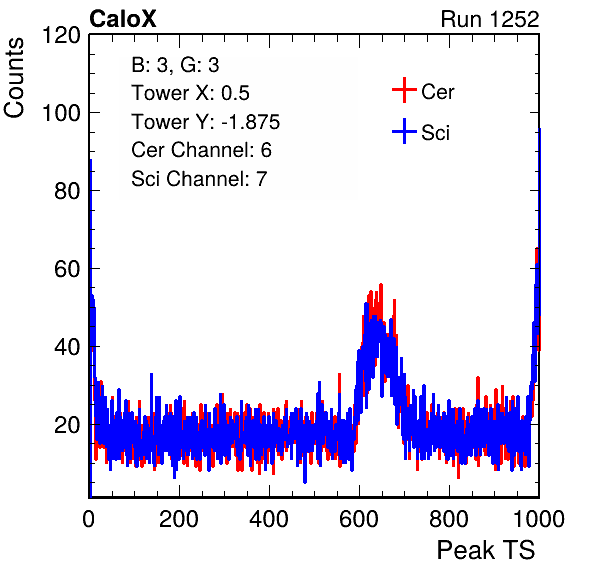 CaloX Run 1252
Counts
120
100
80
60
40
20
B: 3, G: 3
Tower X: 0.5
Tower Y: -1.875
Cer Channel: 6
Sci Channel: 7
Cer
Sci
0 200 400 600 800 1000
Peak TS